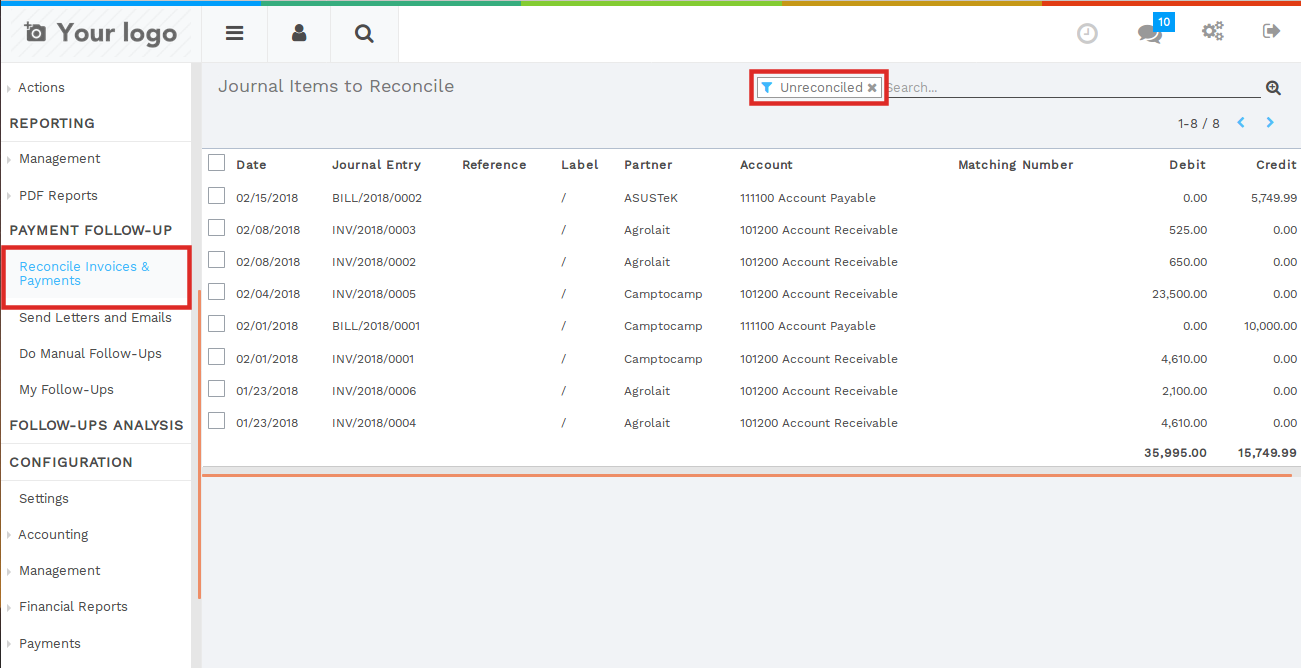 Your logo
10
Actions
REPORTING
Management
PDF Reports
PAYMENT FOLLOW-UP
Reconcile Invoices &
Payments
Send Letters and Emails
Do Manual Follow-Ups
My Follow-Ups
FOLLOW-UPS ANALYSIS
CONFIGURATION
Settings
Accounting
Management
Financial Reports
Payments
Journal Items to Reconcile
Unreconciled Search...
1-8 / 8
Date Journal Entry Reference Label Partner Account Matching Number Debit Credit
02/15/2018 BILL/2018/0002 / ASUSTeK 111100 Account Payable 0.00 5,749.99
02/08/2018 INV/2018/0003 / Agrolait 101200 Account Receivable 525.00 0.00
02/08/2018 INV/2018/0002 / Agrolait 101200 Account Receivable 650.00 0.00
02/04/2018 INV/2018/0005 / Camptocamp 101200 Account Receivable 23,500.00 0.00
02/01/2018 BILL/2018/0001 / Camptocamp 111100 Account Payable 0.00 10,000.00
02/01/2018 INV/2018/0001 / Camptocamp 101200 Account Receivable 4,610.00 0.00
01/23/2018 INV/2018/0006 / Agrolait 101200 Account Receivable 2,100.00 0.00
01/23/2018 INV/2018/0004 / Agrolait 101200 Account Receivable 4,610.00 0.00
35,995.00 15,749.99